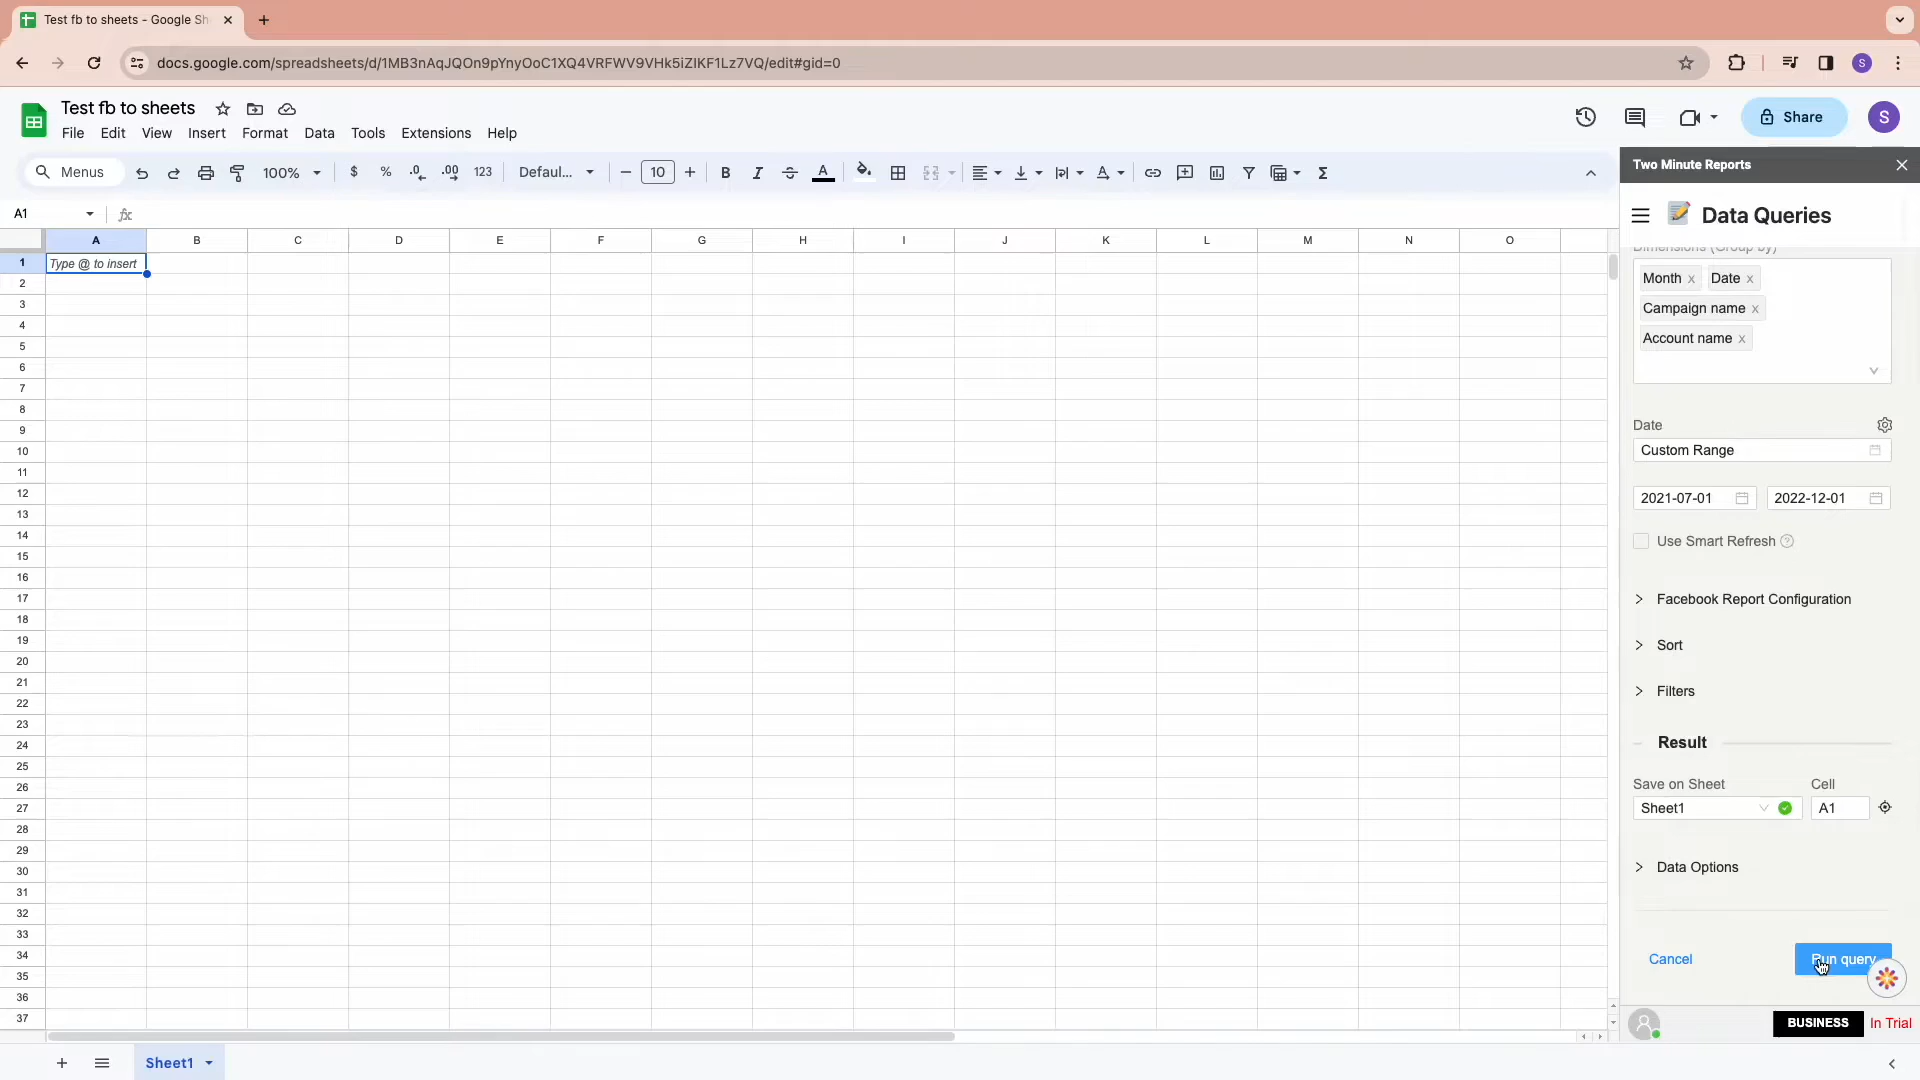 Test fb to sheets - Google Sh
docs.google.com/spreadsheets/d/1MB3nAqJQOn9pYnyOoC1XQ4VRFWV9VHk5iZIKF1Lz7VQ/edit#gid=0
S
Test fb to sheets
File Edit View Insert Format Data Tools Extensions Help
Share
S
Menus 100% $ % .0 .00 123 Defaul... 10 B I A
A1
fx
A B C D E F G H I J K L M N O
1 Type @ to insert
2
3
4
5
6
7
8
9
10
11
12
13
14
15
16
17
18
19
20
21
22
23
24
25
26
27
28
29
30
31
32
33
34
35
36
37
Sheet1
Two Minute Reports
Data Queries
Dimensions (Group by)
Month x Date x
Campaign name x
Account name x
Date
Custom Range
2021-07-01 2022-12-01
Use Smart Refresh
Facebook Report Configuration
Sort
Filters
Result
Save on Sheet Cell
Sheet1 A1
Data Options
Cancel Run query
BUSINESS In Trial